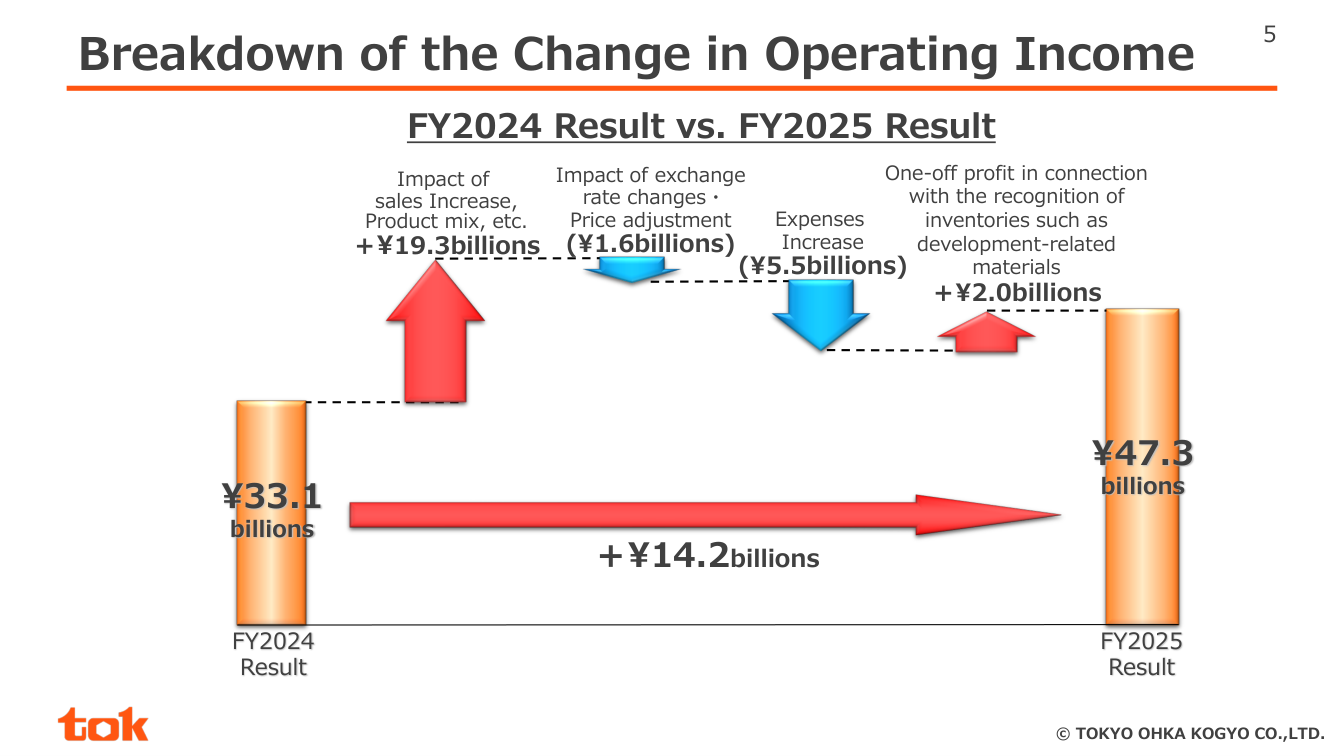 5
Breakdown of the Change in Operating Income
FY2024 Result vs. FY2025 Result
Impact of
sales Increase,
Product mix, etc.
+¥19.3billions
Impact of exchange
rate changes・
Price adjustment
(¥1.6billions)
Expenses
Increase
(¥5.5billions)
One-off profit in connection
with the recognition of
inventories such as
development-related
materials
+¥2.0billions
¥33.1
billions
¥47.3
billions
+¥14.2billions
FY2024
Result
FY2025
Result
tok
© TOKYO OHKA KOGYO CO.,LTD.